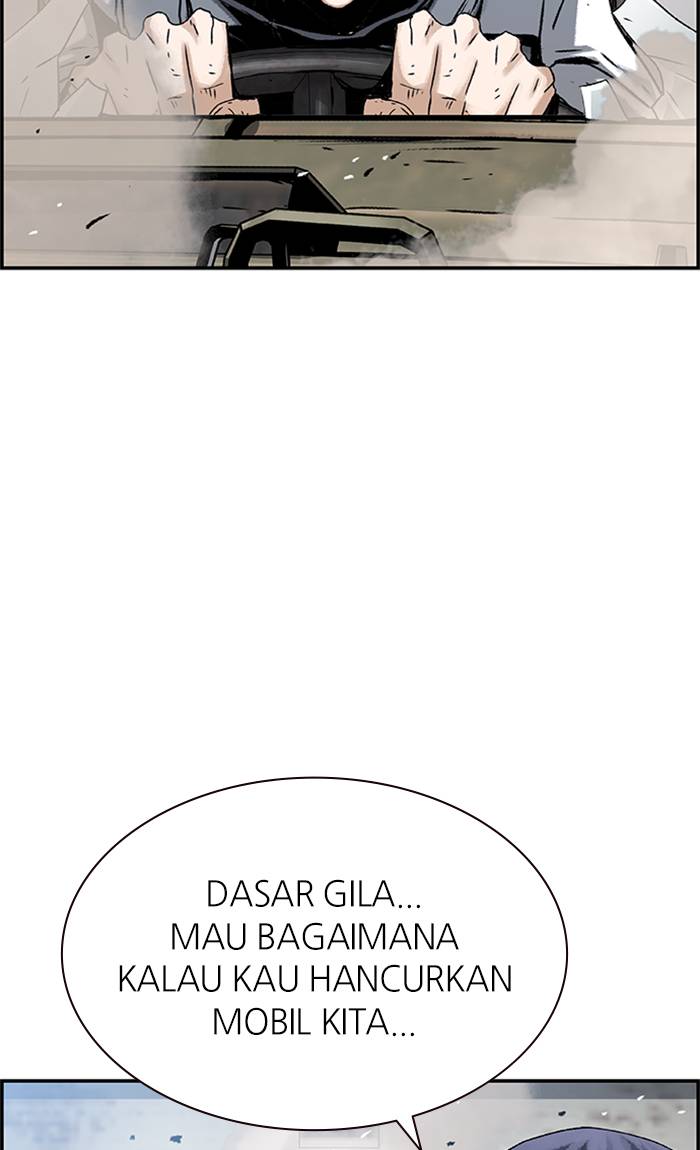 DASAR GILA...
MAU BAGAIMANA
KALAU KAU HANCURKAN
MOBIL KITA...